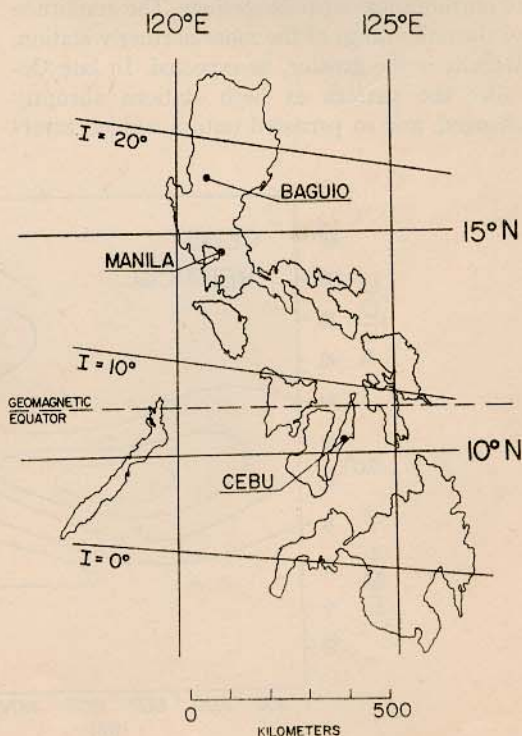 120°E 125°E
I = 20°
BAGUIO
15°N
MANILA
I = 10°
GEOMAGNETIC
EQUATOR
10°N
CEBU
I = 0°
0 500
KILOMETERS